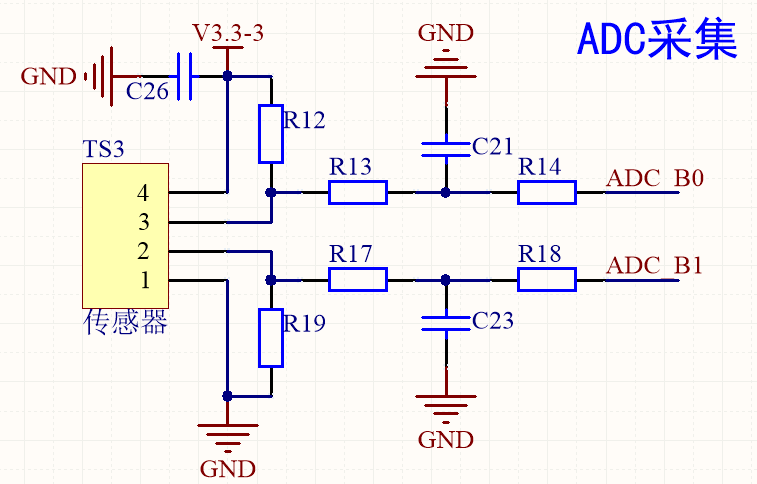 V3.3-3
GND
ADC采集
GND
C26
R12
TS3
C21
R13
R14
ADC_B0
4
3
2
1
R17
R18
ADC_B1
传感器
R19
C23
GND
GND